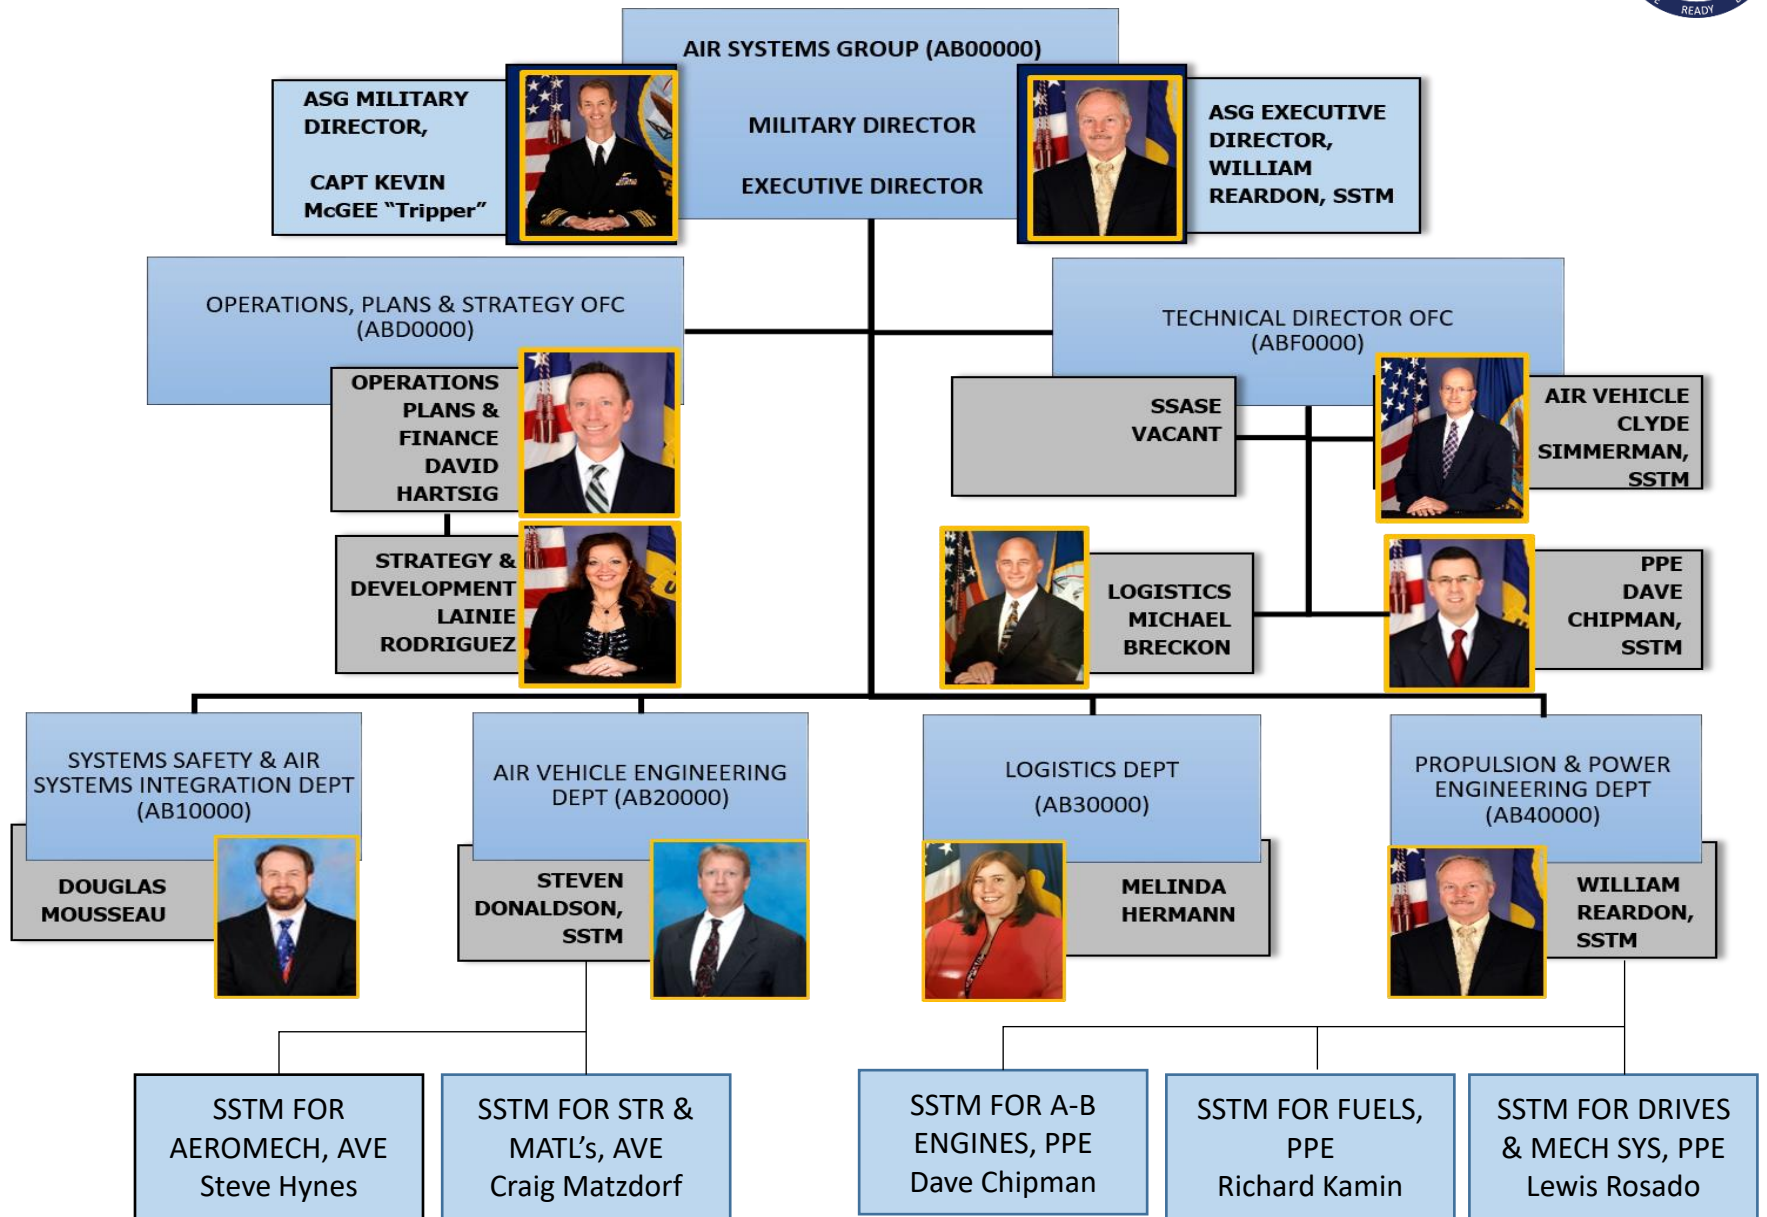 READY
AIR SYSTEMS GROUP (AB00000)
MILITARY DIRECTOR
EXECUTIVE DIRECTOR
ASG MILITARY
DIRECTOR,
CAPT KEVIN
McGEE “Tripper”
ASG EXECUTIVE
DIRECTOR,
WILLIAM
REARDON, SSTM
OPERATIONS, PLANS & STRATEGY OFC
(ABD0000)
OPERATIONS
PLANS &
FINANCE
DAVID
HARTSIG
STRATEGY &
DEVELOPMENT
LAINIE
RODRIGUEZ
TECHNICAL DIRECTOR OFC
(ABF0000)
SSASE
VACANT
AIR VEHICLE
CLYDE
SIMMERMAN,
SSTM
LOGISTICS
MICHAEL
BRECKON
PPE
DAVE
CHIPMAN,
SSTM
SYSTEMS SAFETY & AIR
SYSTEMS INTEGRATION DEPT
(AB10000)
DOUGLAS
MOUSSEAU
AIR VEHICLE ENGINEERING
DEPT (AB20000)
STEVEN
DONALDSON,
SSTM
LOGISTICS DEPT
(AB30000)
MELINDA
HERMANN
PROPULSION & POWER
ENGINEERING DEPT
(AB40000)
WILLIAM
REARDON,
SSTM
SSTM FOR
AEROMECH, AVE
Steve Hynes
SSTM FOR STR &
MATL’s, AVE
Craig Matzdorf
SSTM FOR A-B
ENGINES, PPE
Dave Chipman
SSTM FOR FUELS,
PPE
Richard Kamin
SSTM FOR DRIVES
& MECH SYS, PPE
Lewis Rosado